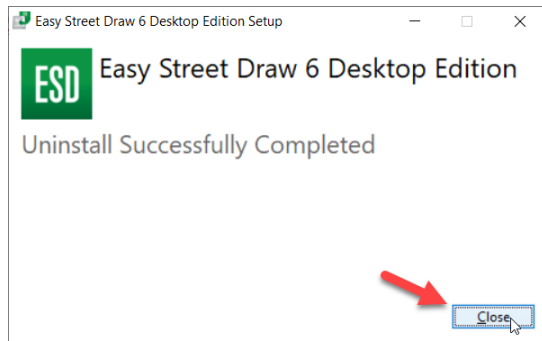 Easy Street Draw 6 Desktop Edition Setup
ESD
Easy Street Draw 6 Desktop Edition
Uninstall Successfully Completed
Close